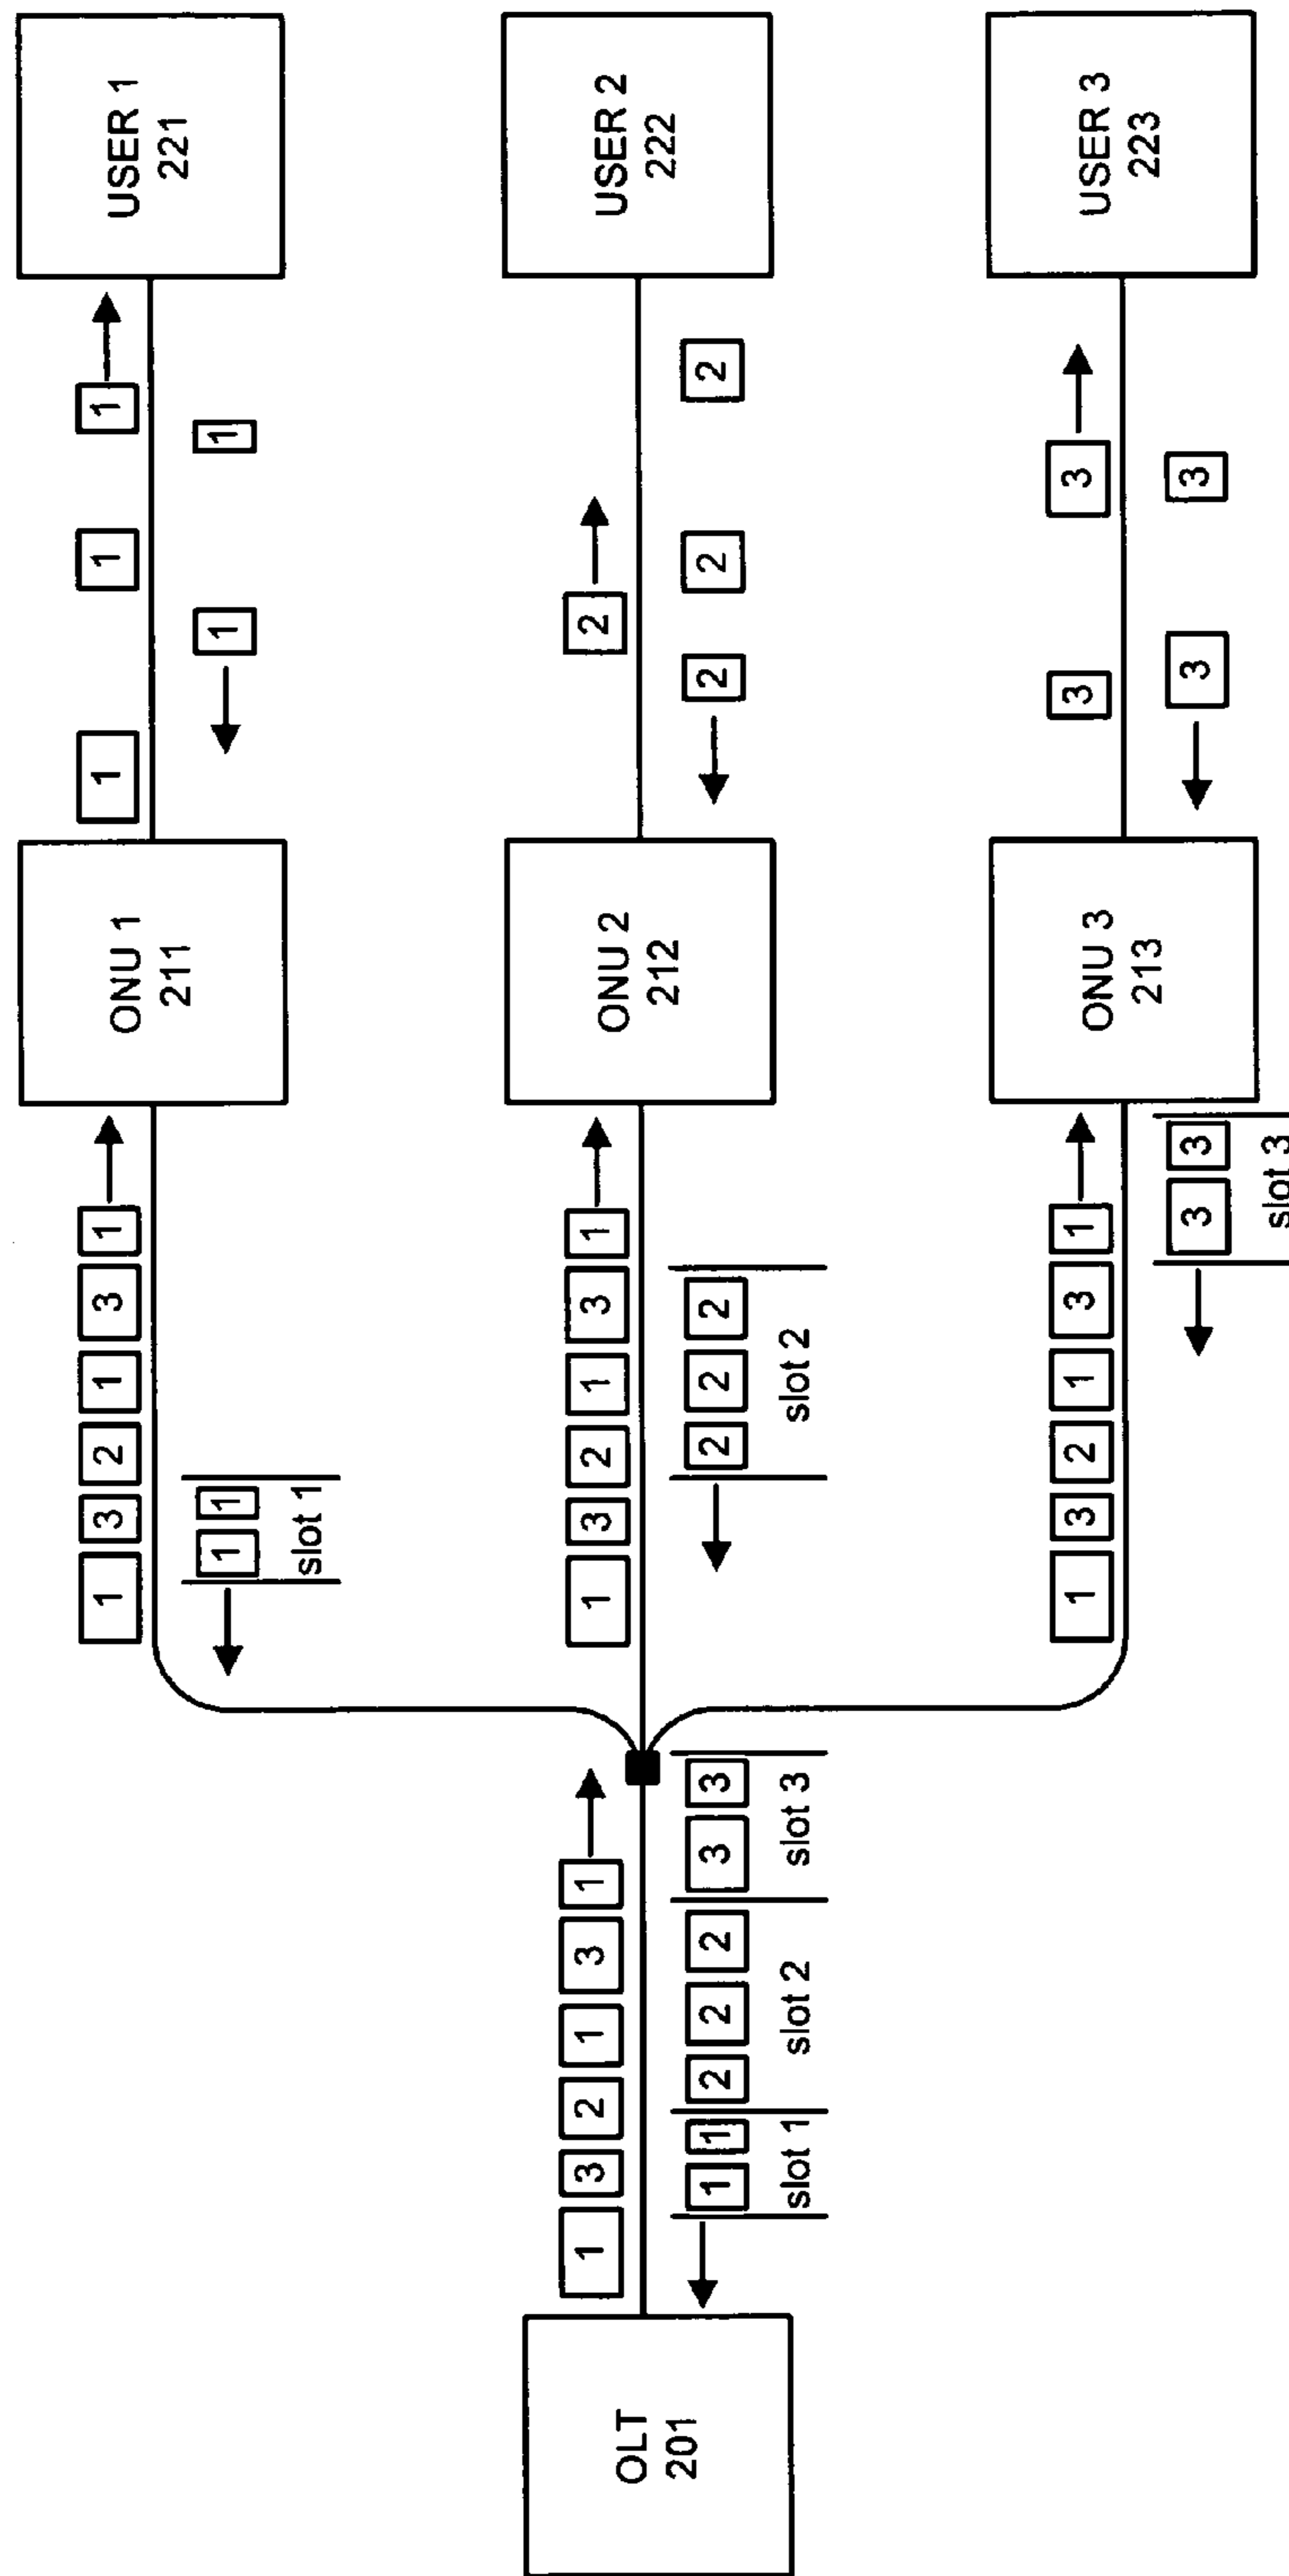 1 3 2 1 3 1
ONU 1
211
1 1 1
USER 1
221
1 1
slot 1
1 1
OLT
201
1 3 2 1 3 1
1 3 2 1 3 1
ONU 2
212
2
USER 2
222
1 1 2 2 2 3 3
slot 1 slot 2 slot 3
2 2 2
slot 2
2 2 2
1 3 2 1 3 1
ONU 3
213
3 3
USER 3
223
3 3
slot 3
3 3